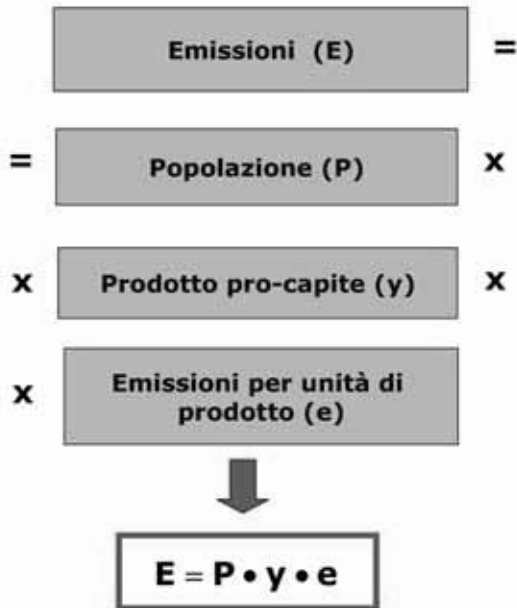 Emissioni (E) =
= Popolazione (P) x
x Prodotto pro-capite (y) x
x Emissioni per unità di
prodotto (e)
E = P • y • e